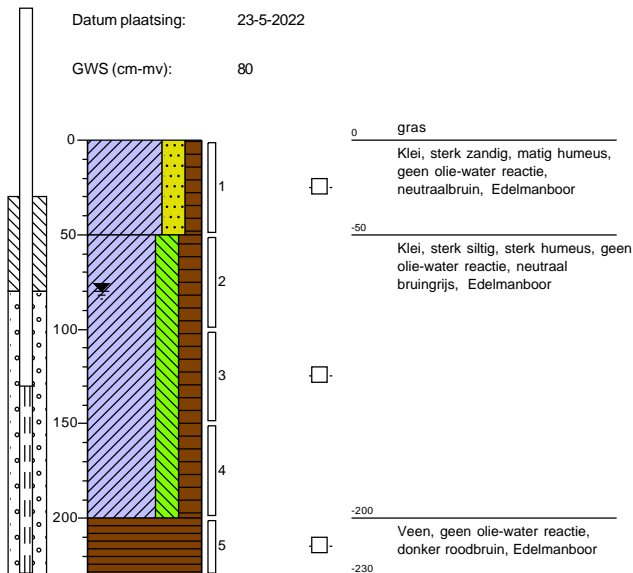 Datum plaatsing: 23-5-2022
GWS (cm-mv): 80
0
50
100
150
200
1
2
3
4
5
0 gras
Klei, sterk zandig, matig humeus,
geen olie-water reactie,
neutraalbruin, Edelmanboor
-50
Klei, sterk siltig, sterk humeus, geen
olie-water reactie, neutraal
bruingrijs, Edelmanboor
-200
Veen, geen olie-water reactie,
donker roodbruin, Edelmanboor
-230